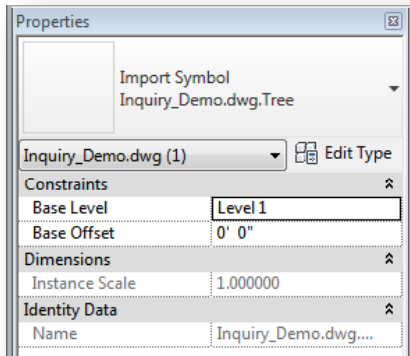 Properties
Import Symbol
Inquiry_Demo.dwg.Tree
Inquiry_Demo.dwg (1) Edit Type
Constraints
Base Level Level 1
Base Offset 0' 0"
Dimensions
Instance Scale 1.000000
Identity Data
Name Inquiry_Demo.dwg....